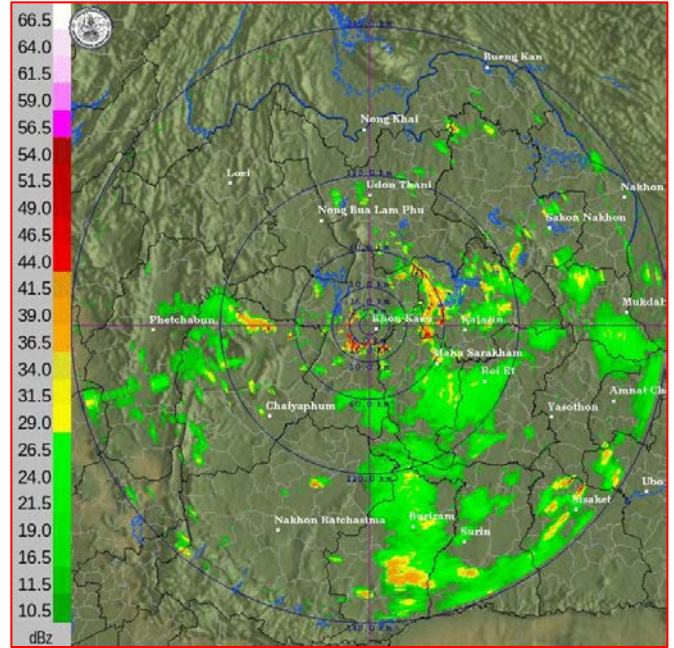 66.5
64.0
61.5
59.0
56.5
54.0
51.5
49.0
46.5
44.0
41.5
39.0
36.5
34.0
31.5
29.0
26.5
24.0
21.5
19.0
16.5
11.5
10.5
dBz
Bueng Kan
Nong Khai
Loei
Udon Thani
Nakhon
Nong Bua Lam Phu
Sakon Nakhon
Mukdah
Phetchabun
Khon Kaen
Kalasin
Maha Sarakham
Roi Et
Amnat Ch
Chaiyaphum
Yasothon
Ubo
Sisaket
Nakhon Ratchasima
Buriram
Surin
120.0 km